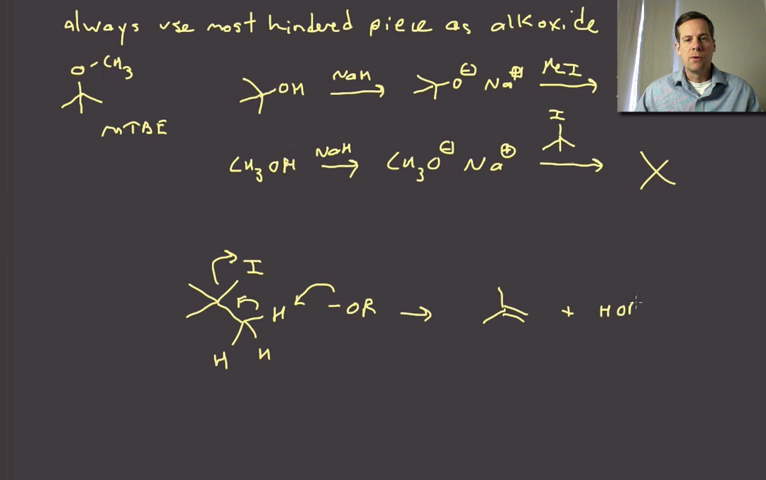 Always use most hindered piece as alkoxide
O-CH₃
MTBE
OH NaH O⊖ Na⊕ MeI
CH₃OH NaH CH₃O⊖ Na⊕ I
I
H -OR → + HOR
H H